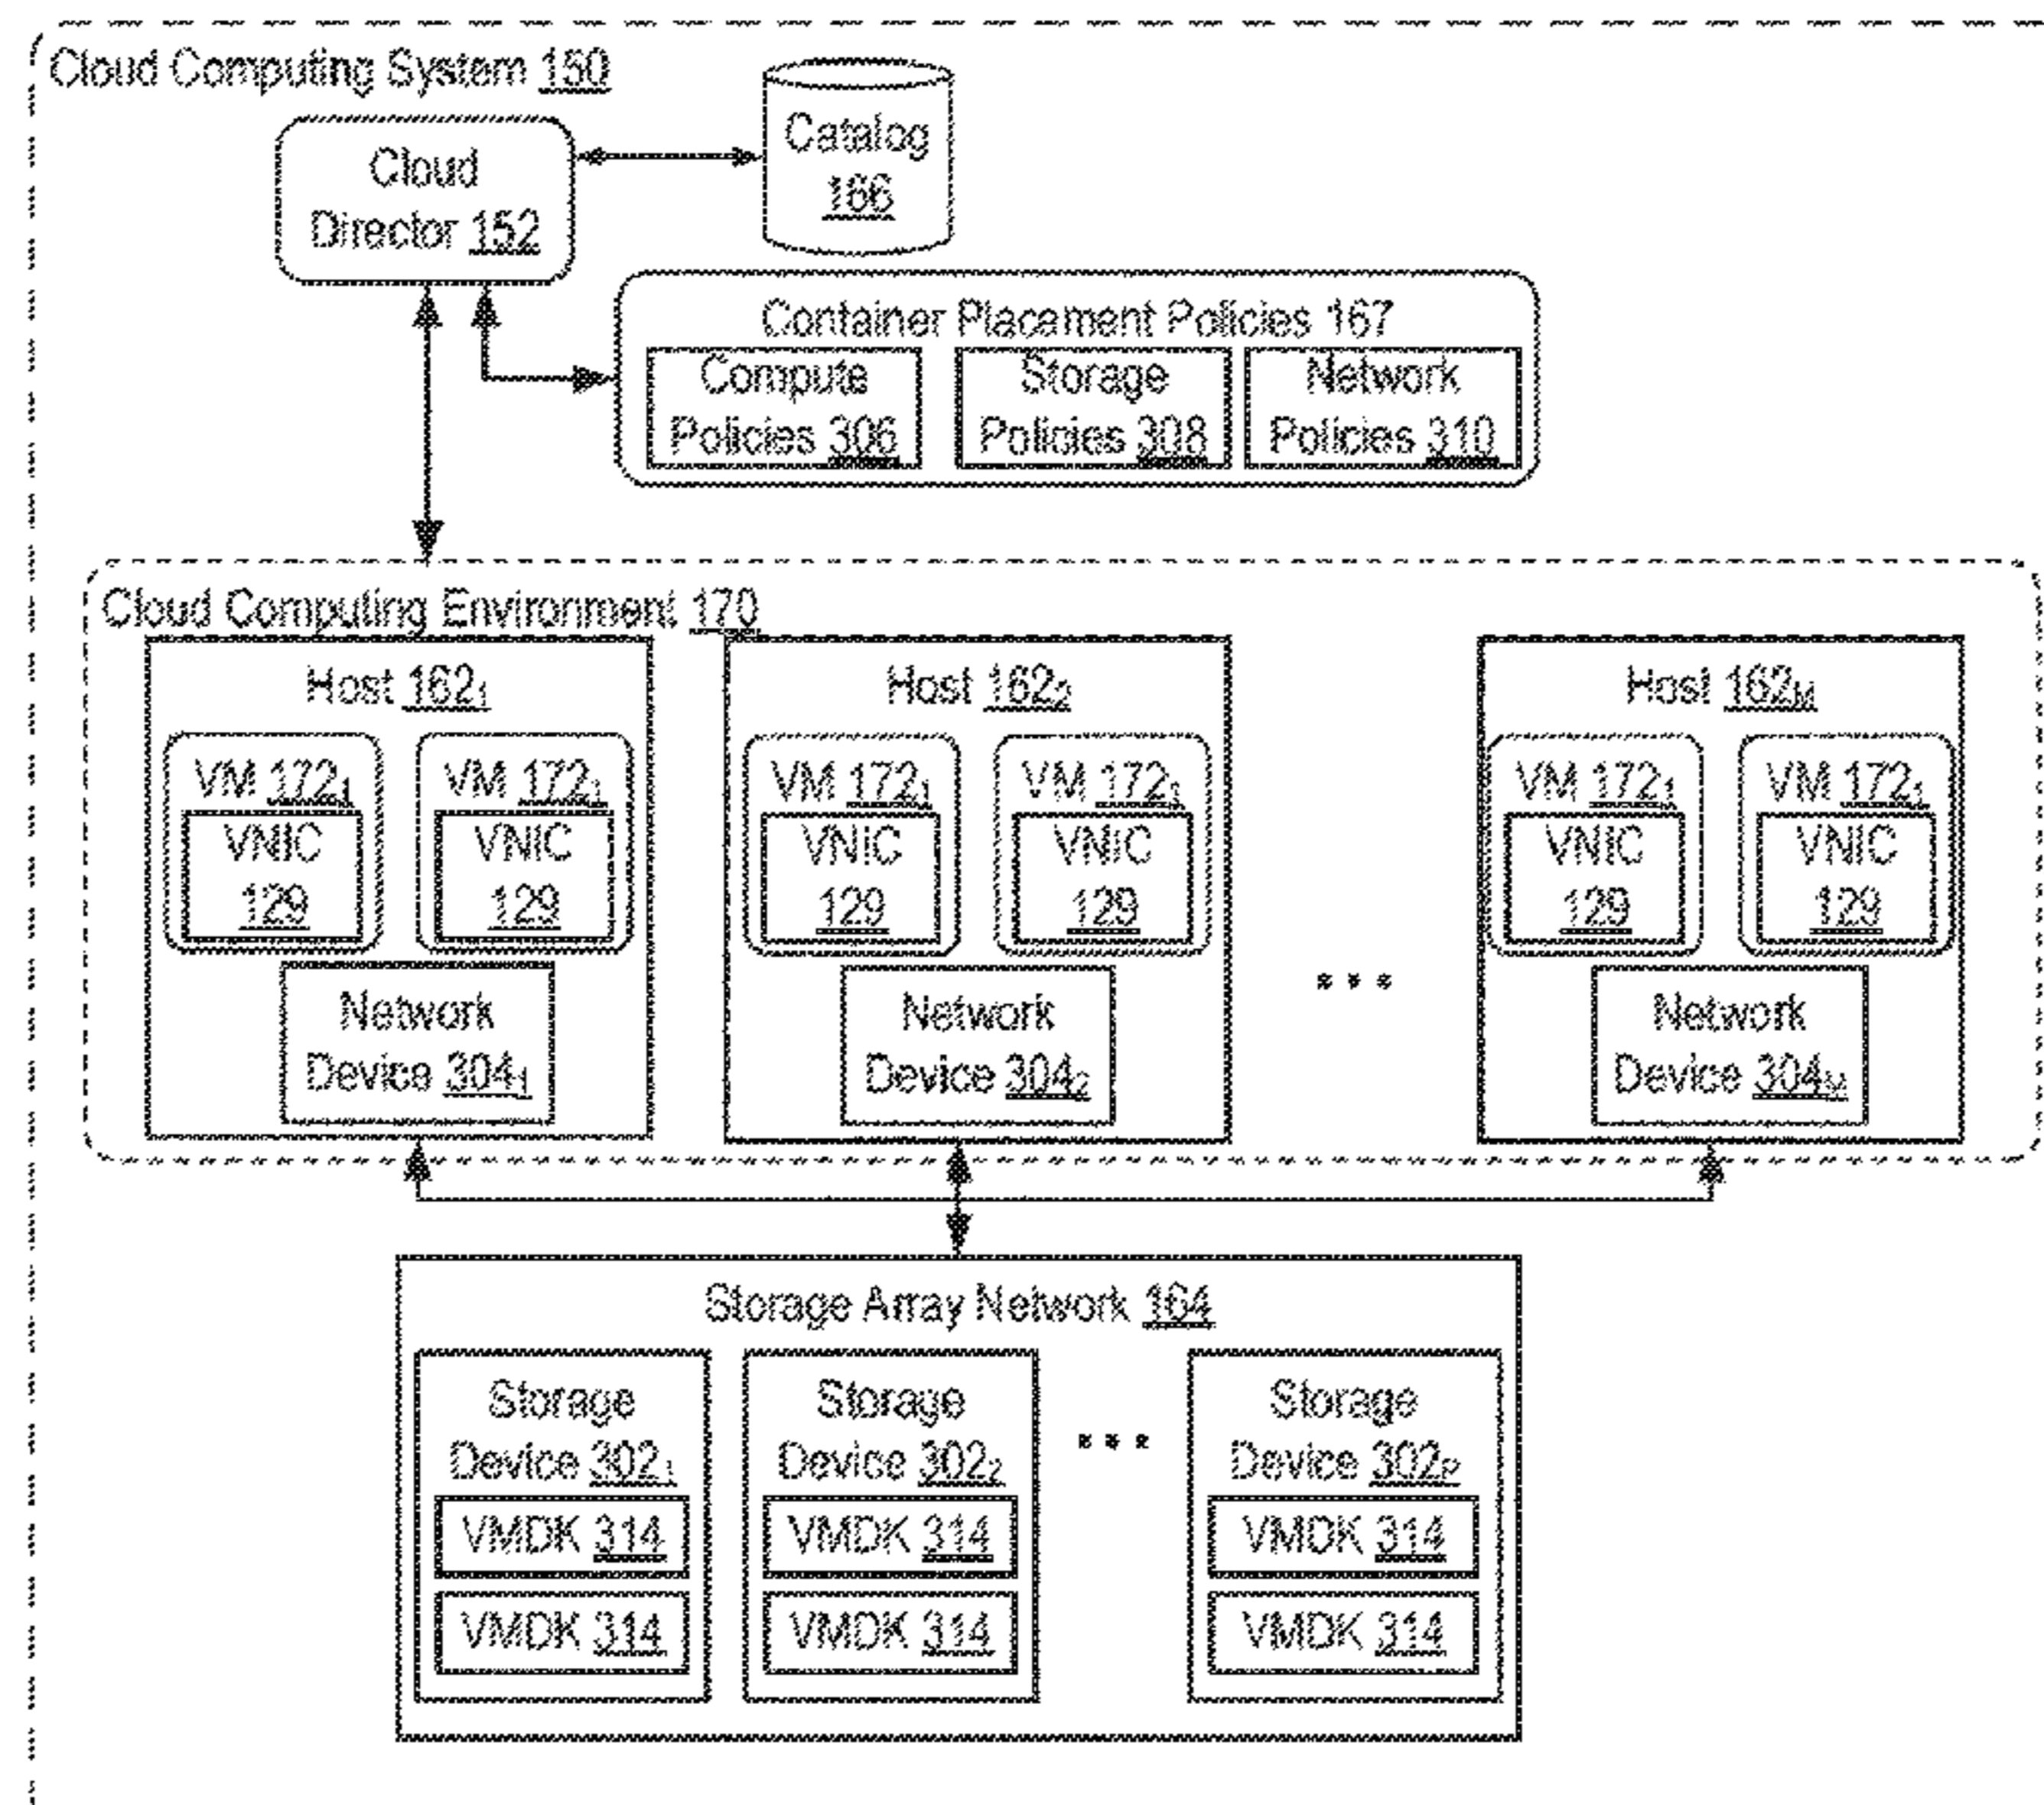 Cloud Computing System 150
Cloud
Director 152
Catalog
166
Container Placement Policies 167
Compute
Policies 306
Storage
Policies 308
Network
Policies 310
Cloud Computing Environment 170
Host 162₁
VM 172₁
VNIC
129
VM 172₁
VNIC
129
Network
Device 304₁
Host 162₂
VM 172₁
VNIC
129
VM 172₁
VNIC
129
Network
Device 304₂
...
Host 162M
VM 172₁
VNIC
129
VM 172₁
VNIC
129
Network
Device 304M
Storage Array Network 164
Storage
Device 302₁
VMDK 314
VMDK 314
Storage
Device 302₂
VMDK 314
VMDK 314
...
Storage
Device 302P
VMDK 314
VMDK 314